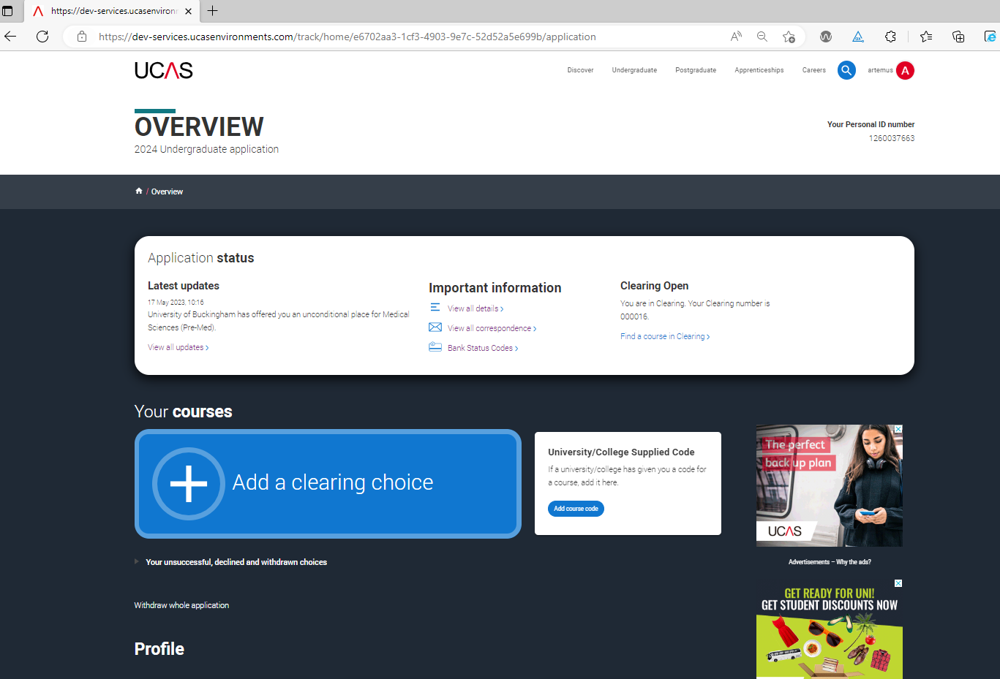 https://dev-services.ucasenviron
https://dev-services.ucasenvironments.com/track/home/e6702aa3-1cf3-4903-9e7c-52d52a5e699b/application
UCAS
Discover
Undergraduate
Postgraduate
Apprenticeships
Careers
artemus
A
OVERVIEW
2024 Undergraduate application
Your Personal ID number
1260037663
/ Overview
Application status
Latest updates
17 May 2023, 10:16
University of Buckingham has offered you an unconditional place for Medical
Sciences (Pre-Med).
View all updates ›
Important information
View all details ›
View all correspondence ›
Bank Status Codes ›
Clearing Open
You are in Clearing. Your Clearing number is
000016.
Find a course in Clearing ›
Your courses
Add a clearing choice
University/College Supplied Code
If a university/college has given you a code for
a course, add it here.
Add course code
The perfect
back up plan
UCAS
Advertisements – Why the ads?
Your unsuccessful, declined and withdrawn choices
GET READY FOR UNI!
GET STUDENT DISCOUNTS NOW
Withdraw whole application
Profile